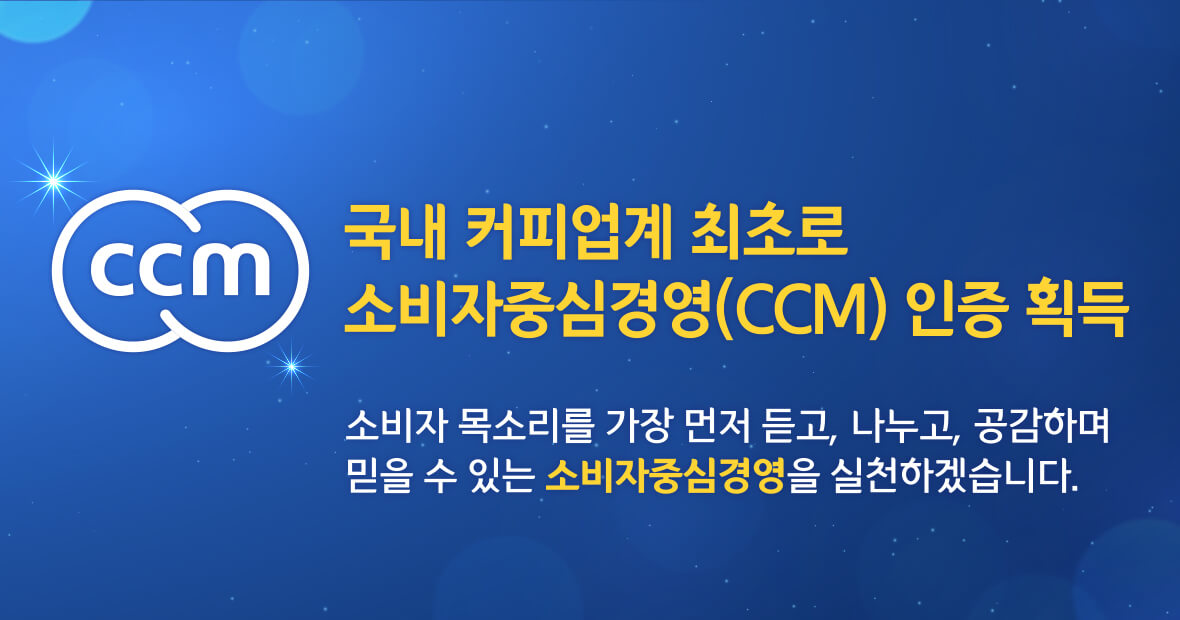 ccm
국내 커피업계 최초로
소비자중심경영(CCM) 인증 획득
소비자 목소리를 가장 먼저 듣고, 나누고, 공감하며
믿을 수 있는 소비자중심경영을 실천하겠습니다.